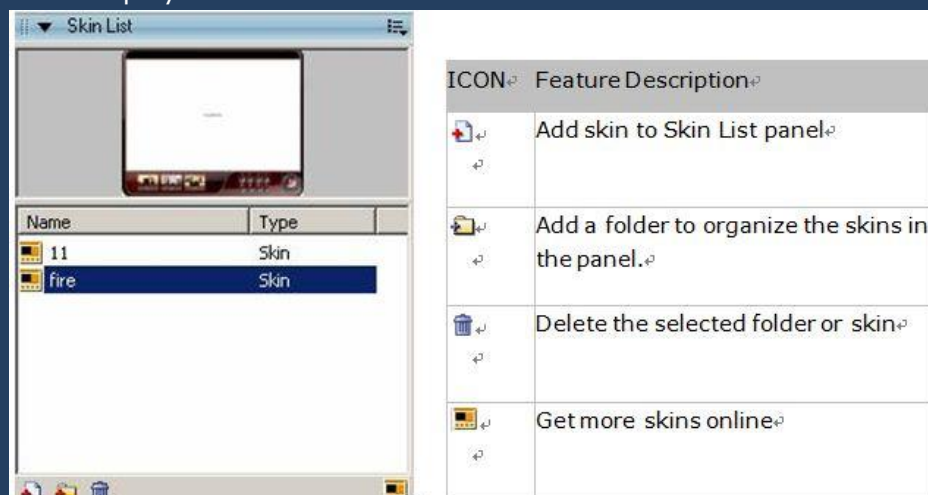 Skin List
Name Type
11 Skin
fire Skin
ICON Feature Description
Add skin to Skin List panel
Add a folder to organize the skins in
the panel.
Delete the selected folder or skin
Get more skins online